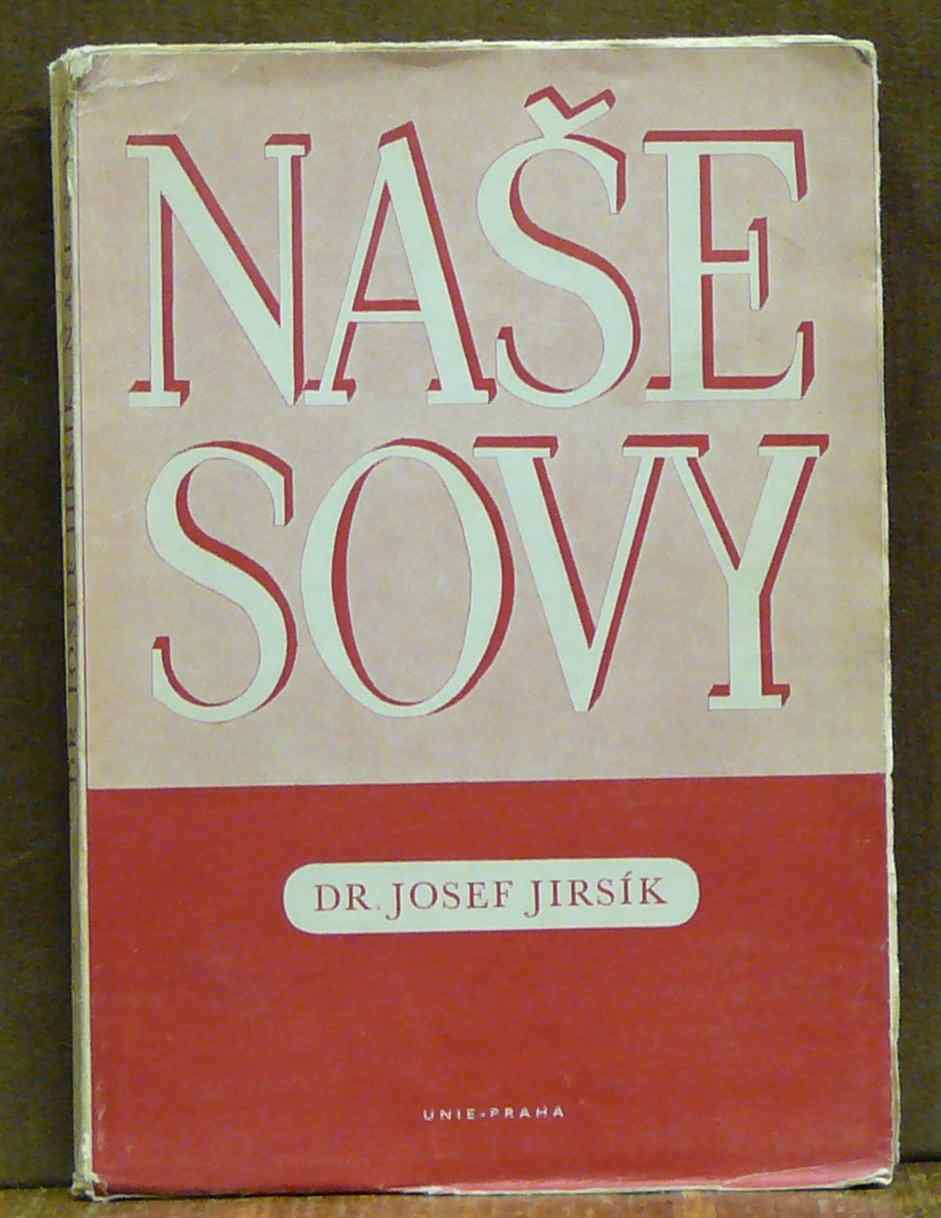 NAŠE
SOVY
DR. JOSEF JIRSÍK
UNIE-PRAHA